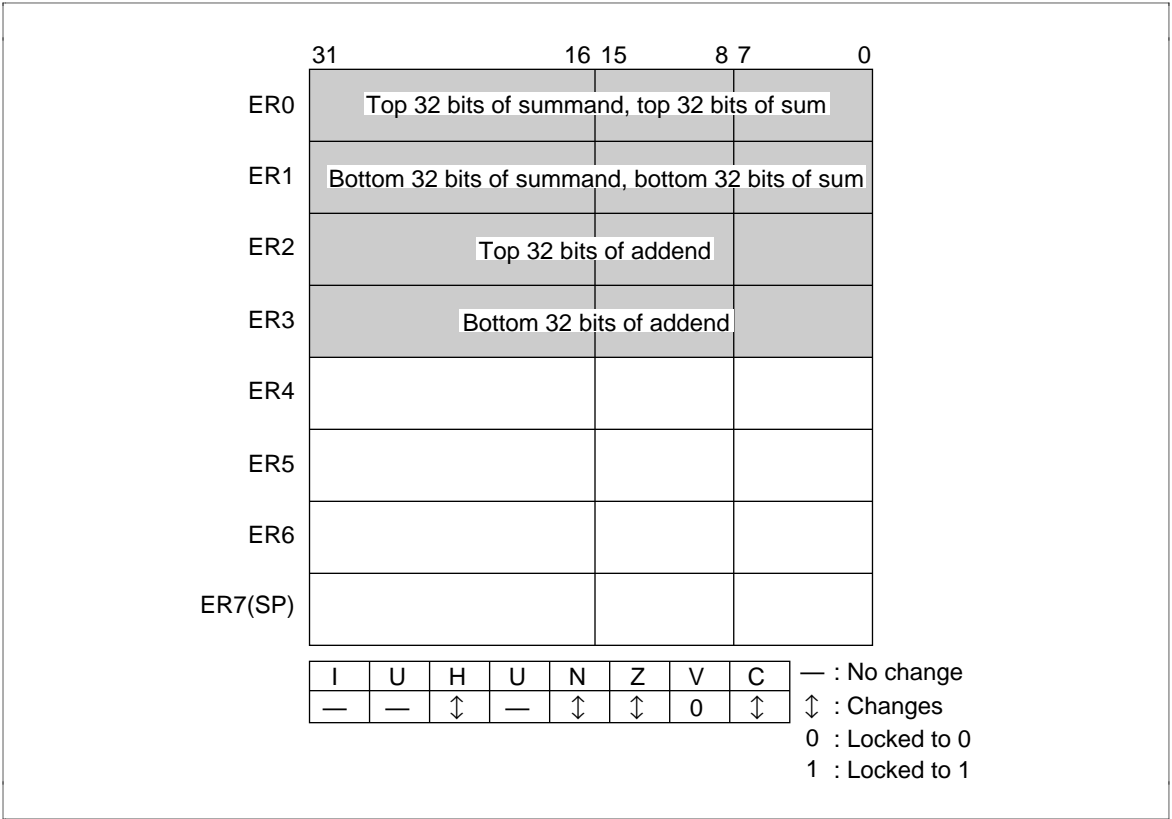 31 16 15 8 7 0
ER0 Top 32 bits of summand, top 32 bits of sum
ER1 Bottom 32 bits of summand, bottom 32 bits of sum
ER2 Top 32 bits of addend
ER3 Bottom 32 bits of addend
ER4
ER5
ER6
ER7(SP)
I U H U N Z V C — : No change
— — ↕ — ↕ ↕ 0 ↕ ↕ : Changes
0 : Locked to 0
1 : Locked to 1